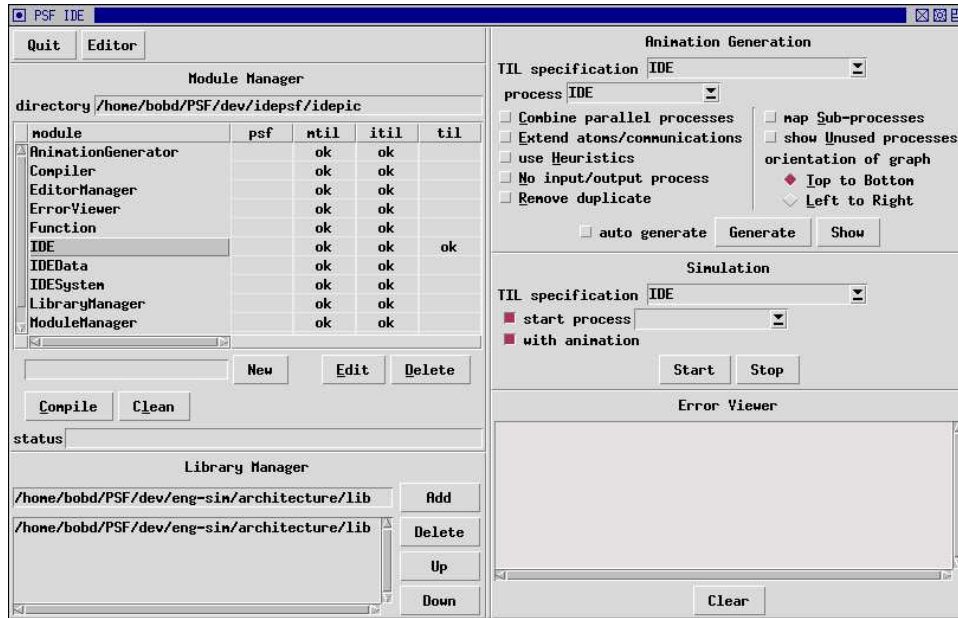 PSF IDE
Quit Editor
Module Manager
directory /home/bobd/PSF/dev/idepsf/idepic
module psf mtil itil til
AnimationGenerator ok ok
Compiler ok ok
EditorManager ok ok
ErrorViewer ok ok
Function ok ok
IDE ok ok ok
IDEData ok ok
IDESystem ok ok
LibraryManager ok ok
ModuleManager ok ok
New Edit Delete
Compile Clean
status
Library Manager
/home/bobd/PSF/dev/eng-sim/architecture/lib Add
/home/bobd/PSF/dev/eng-sim/architecture/lib
Delete
Up
Down
Animation Generation
TIL specification IDE
process IDE
Combine parallel processes
Extend atoms/communications
use Heuristics
No input/output process
Remove duplicate
map Sub-processes
show Unused processes
orientation of graph
Top to Bottom
Left to Right
auto generate Generate Show
Simulation
TIL specification IDE
start process
with animation
Start Stop
Error Viewer
Clear